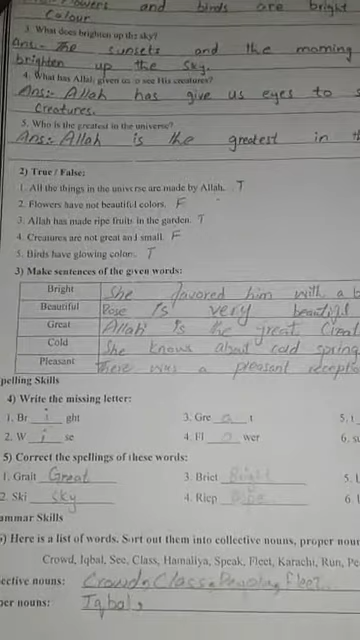 Flowers and birds are bright
Colour
3. What does brighten up the sky?
Ans:- The sunsets and the morning
brighten up the sky.
4. What has Allah given us to see His creatures?
Ans:- Allah has give us eyes to s
creatures.
5. Who is the greatest in the universe?
Ans:- Allah is the greatest in th
2) True / False:
1. All the things in the universe are made by Allah. T
2. Flowers have not beautiful colors. F
3. Allah has made ripe fruits in the garden. T
4. Creatures are not great and small. F
5. Birds have glowing color. T
3) Make sentences of the given words:
Bright She favored him with a b
Beautiful Rose is very beautiful
Great Allah is the great
Cold She knows about cold spring
Pleasant There was a pleasant receptio
pelling Skills
4) Write the missing letter:
1. Br i ght 3. Gre a t 5. t
2. W i se 4. Fl o wer 6. s
5) Correct the spellings of these words:
1. Grait Great 3. Briet Bright 5. L
2. Ski Sky 4. Riep 6.
ammar Skills
) Here is a list of words. Sort them out into collective nouns, proper noun
Crowd, Iqbal, See, Class, Hamaliya, Speak, Fleet, Karachi, Run, Pe
ective nouns: Crowd, Class, Fleet
per nouns: Iqbal,